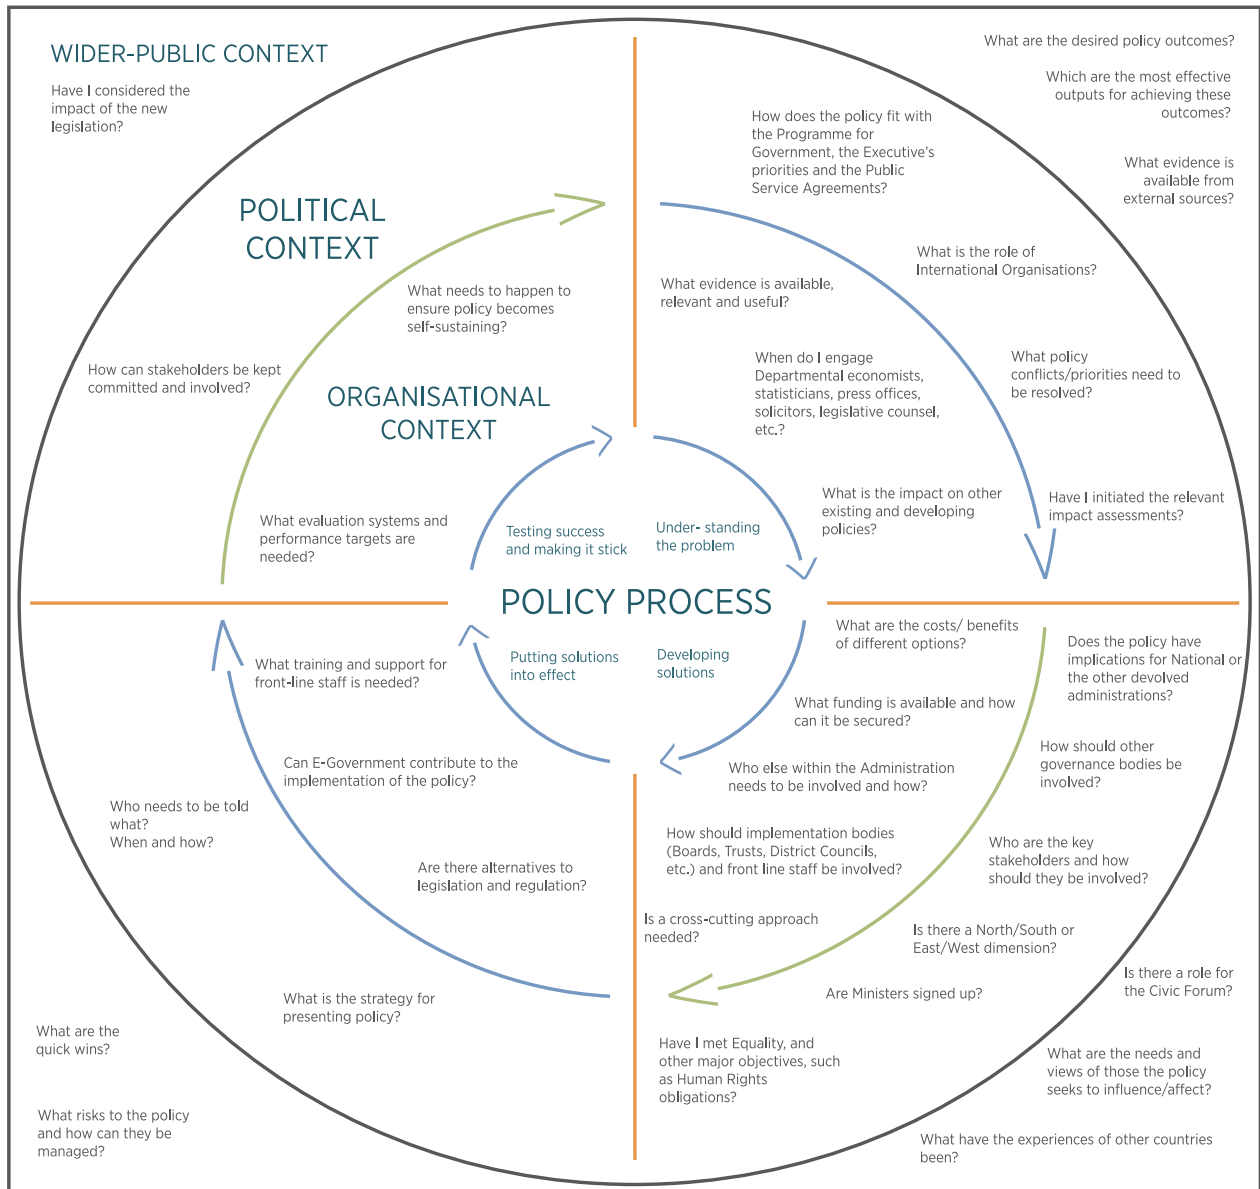 WIDER-PUBLIC CONTEXT
Have I considered the
impact of the new
legislation?
POLITICAL
CONTEXT
What needs to happen to
ensure policy becomes
self-sustaining?
How can stakeholders be kept
committed and involved?
ORGANISATIONAL
CONTEXT
What evaluation systems and
performance targets are
needed?
Testing success
and making it stick
What are the desired policy outcomes?
Which are the most effective
outputs for achieving these
outcomes?
What evidence is
available from
external sources?
How does the policy fit with
the Programme for
Government, the Executive's
priorities and the Public
Service Agreements?
What is the role of
International Organisations?
What evidence is available,
relevant and useful?
What policy
conflicts/priorities need to
be resolved?
When do I engage
Departmental economists,
statisticians, press offices,
solicitors, legislative counsel,
etc.?
What is the impact on other
existing and developing
policies?
Have I initiated the relevant
impact assessments?
Under- standing
the problem
POLICY PROCESS
Putting solutions
into effect
Developing
solutions
What are the costs/ benefits
of different options?
Does the policy have
implications for National or
the other devolved
administrations?
What funding is available and how
can it be secured?
How should other
governance bodies be
involved?
Who else within the Administration
needs to be involved and how?
How should implementation bodies
(Boards, Trusts, District Councils,
etc.) and front line staff be involved?
Who are the key
stakeholders and how
should they be involved?
Is a cross-cutting approach
needed?
Is there a North/South or
East/West dimension?
Is there a role for
the Civic Forum?
Are Ministers signed up?
Have I met Equality, and
other major objectives, such
as Human Rights
obligations?
What are the needs and
views of those the policy
seeks to influence/affect?
What have the experiences of other countries
been?
What training and support for
front-line staff is needed?
Can E-Government contribute to the
implementation of the policy?
Who needs to be told
what?
When and how?
Are there alternatives to
legislation and regulation?
What is the strategy for
presenting policy?
What are the
quick wins?
What risks to the policy
and how can they be
managed?